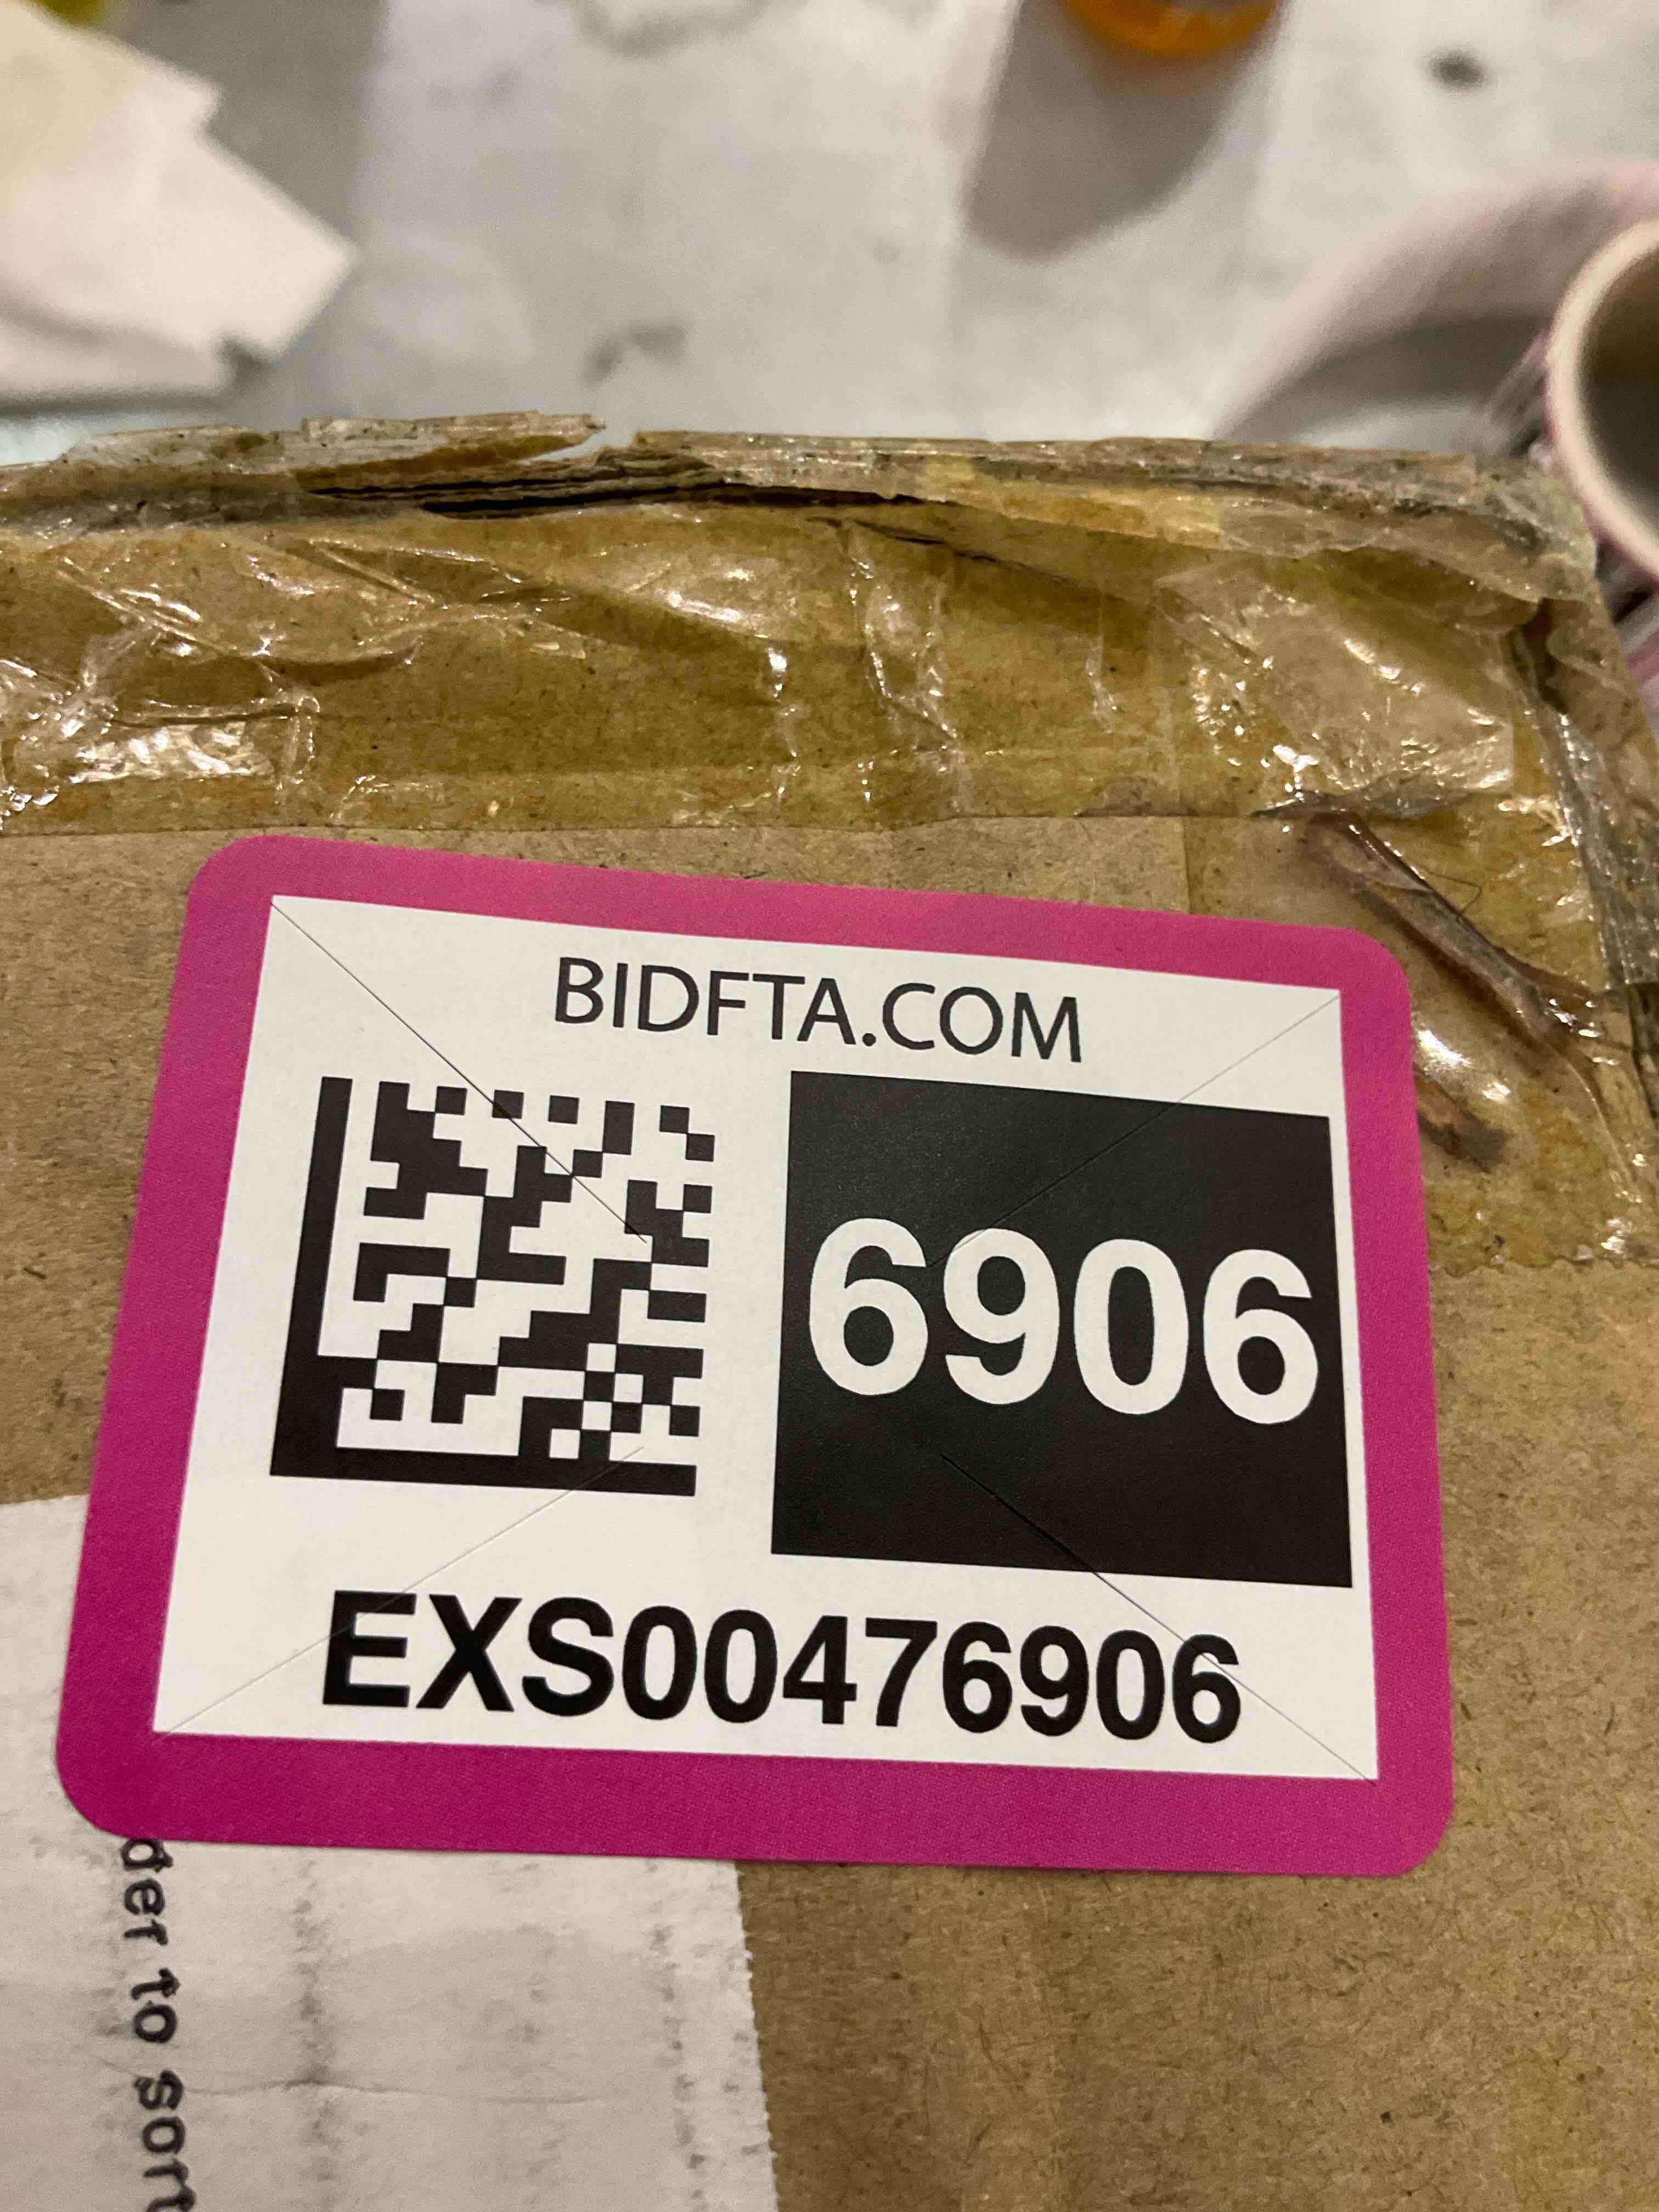 BIDFTA.COM
6906
EXS00476906
der to sort